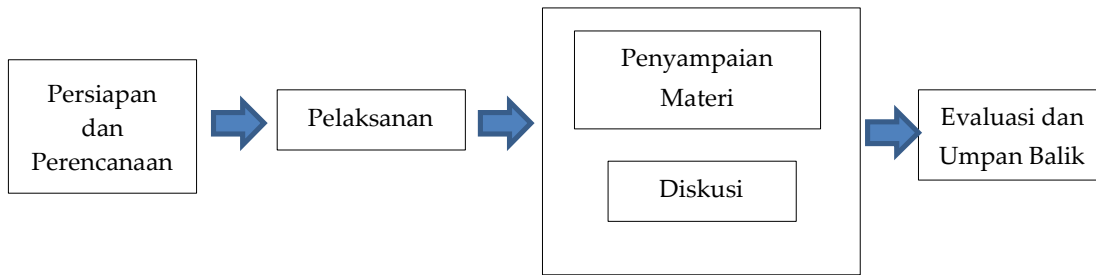 Persiapan
dan
Perencanaan
Pelaksanan
Penyampaian
Materi
Diskusi
Evaluasi dan
Umpan Balik